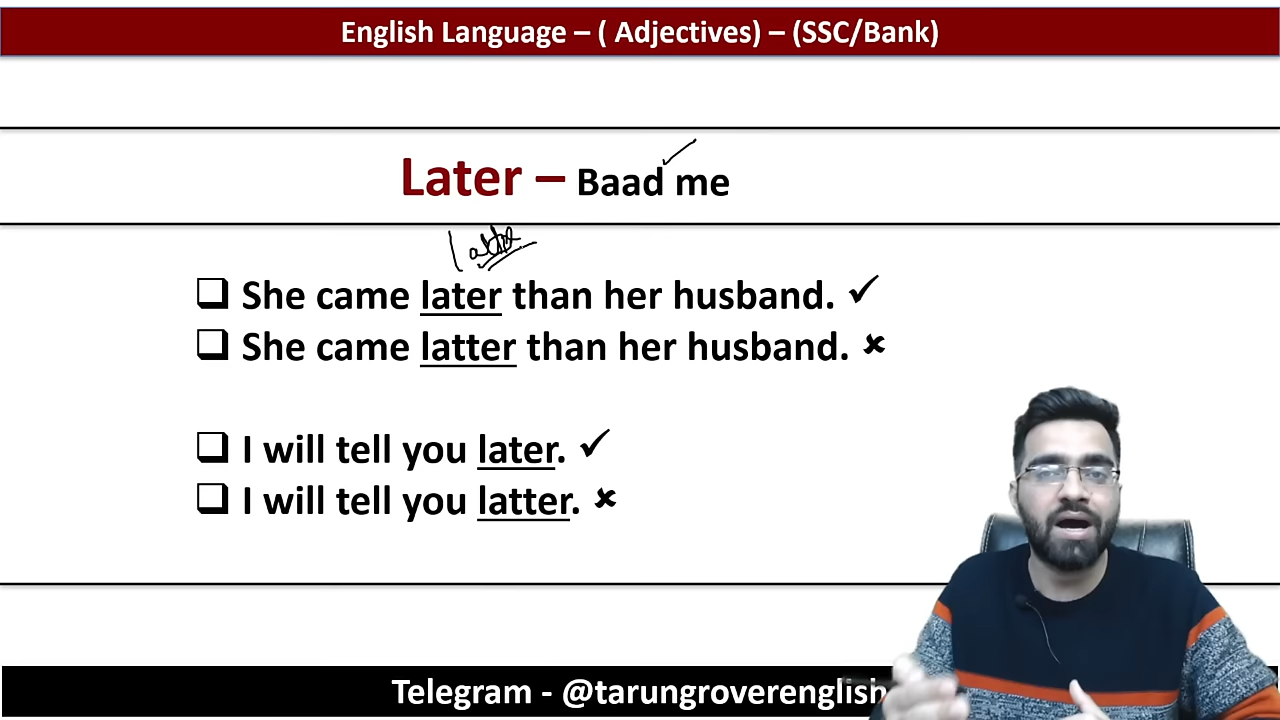 English Language – ( Adjectives) – (SSC/Bank)
Later – Baad me
She came later than her husband.
She came latter than her husband.
I will tell you later.
I will tell you latter.
Telegram - @tarungroverenglish